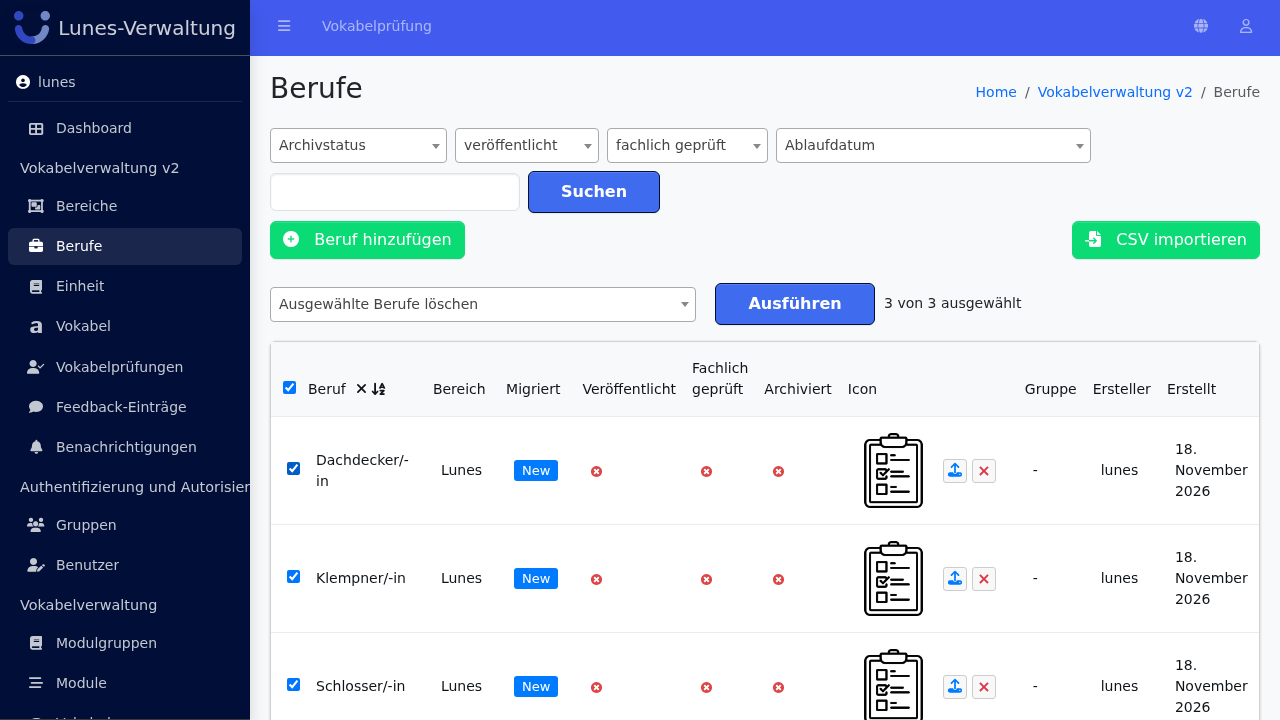 Lunes-Verwaltung
Vokabelprüfung
lunes
Dashboard
Vokabelverwaltung v2
Bereiche
Berufe
Einheit
Vokabel
Vokabelprüfungen
Feedback-Einträge
Benachrichtigungen
Authentifizierung und Autorisier
Gruppen
Benutzer
Vokabelverwaltung
Modulgruppen
Module
Berufe
Home / Vokabelverwaltung v2 / Berufe
Archivstatus veröffentlicht fachlich geprüft Ablaufdatum
Suchen
Beruf hinzufügen CSV importieren
Ausgewählte Berufe löschen Ausführen 3 von 3 ausgewählt
Beruf Bereich Migriert Veröffentlicht Fachlich geprüft Archiviert Icon Gruppe Ersteller Erstellt
Dachdecker/-in Lunes New - lunes 18. November 2026
Klempner/-in Lunes New - lunes 18. November 2026
Schlosser/-in Lunes New - lunes 18. November 2026